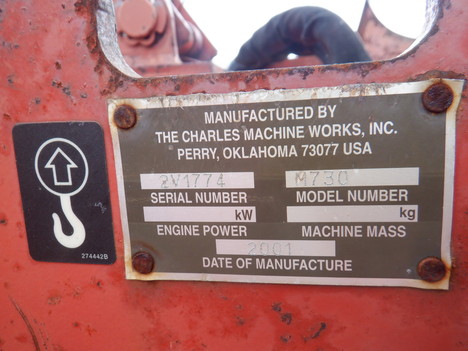 MANUFACTURED BY
THE CHARLES MACHINE WORKS, INC.
PERRY, OKLAHOMA 73077 USA
2V1774 M730
SERIAL NUMBER MODEL NUMBER
kW kg
ENGINE POWER MACHINE MASS
2001
DATE OF MANUFACTURE
274442B